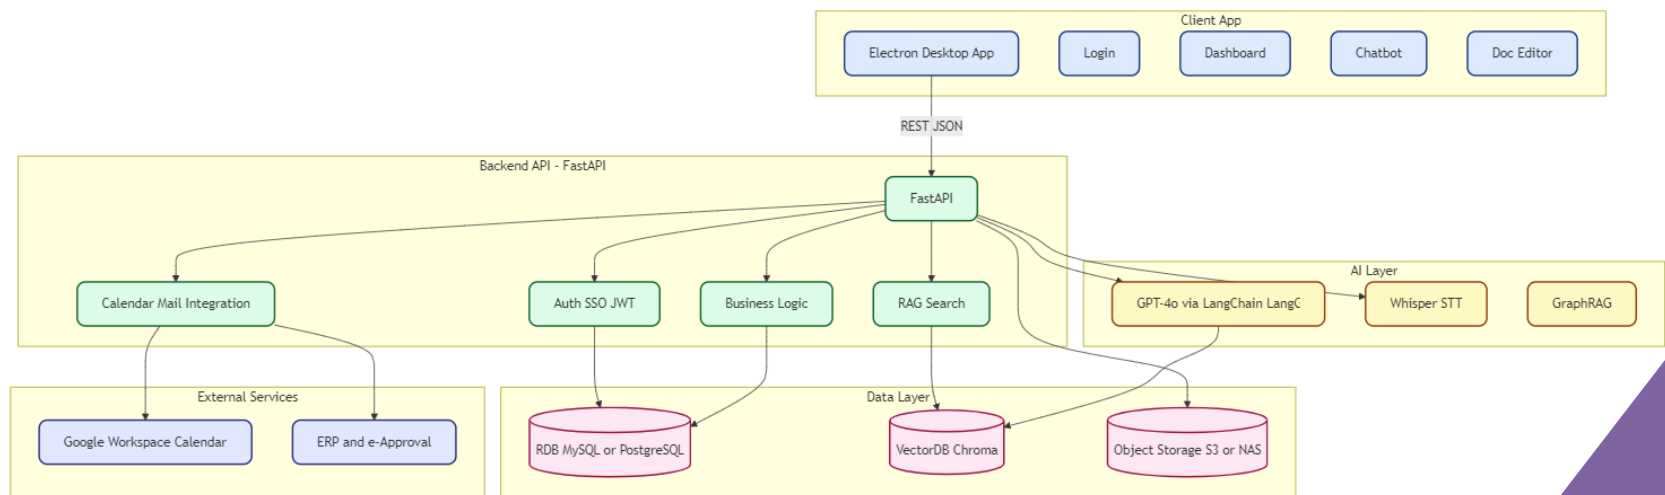 Client App
Electron Desktop App
Login
Dashboard
Chatbot
Doc Editor
REST JSON
Backend API - FastAPI
FastAPI
Calendar Mail Integration
Auth SSO JWT
Business Logic
RAG Search
AI Layer
GPT-4o via LangChain LangC
Whisper STT
GraphRAG
External Services
Google Workspace Calendar
ERP and e-Approval
Data Layer
RDB MySQL or PostgreSQL
VectorDB Chroma
Object Storage S3 or NAS